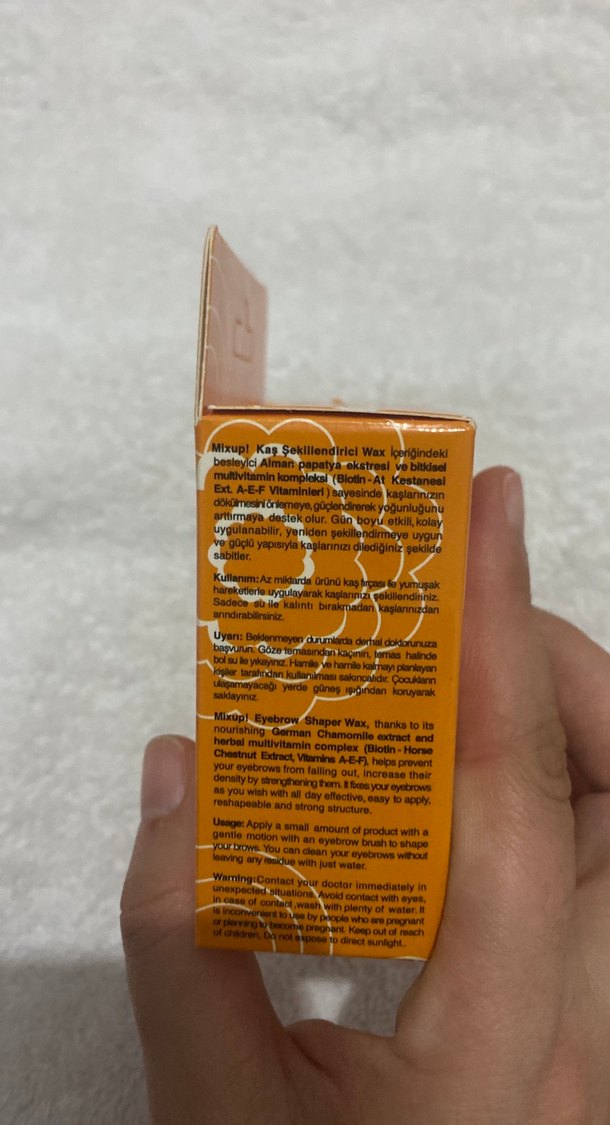 Mixup! Kaş Şekillendirici Wax içeriğindeki
besleyici Alman papatya ekstresi ve bitkisel
multivitamin kompleksi (Biotin - At Kestanesi
Ext. A-E-F Vitaminleri ) sayesinde kaşlarınızın
dökülmesini önlemeye, güçlendirerek yoğunluğunu
arttırmaya destek olur. Gün boyu etkili, kolay
uygulanabilir, yeniden şekillendirmeye uygun
ve güçlü yapısıyla kaşlarınızı dilediğiniz şekilde
sabitler.
Kullanım: Az miktarda ürünü kaş fırçası ile yumuşak
hareketlerle uygulayarak kaşlarınızı şekillendiriniz.
Sadece su ile kalıntı bırakmadan kaşlarınızdan
arındırabilirsiniz.
Uyarı: Beklenmeyen durumlarda derhal doktorunuza
başvurun. Göze temasından kaçının, temas halinde
bol su ile yıkayınız. Hamile ve hamile kalmayı planlayan
kişiler tarafından kullanılması sakıncalıdır. Çocukların
ulaşamayacağı yerde güneş ışığından koruyarak
saklayınız.
Mixup! Eyebrow Shaper Wax, thanks to its
nourishing German Chamomile extract and
herbal multivitamin complex (Biotin - Horse
Chestnut Extract, Vitamins A-E-F), helps prevent
your eyebrows from falling out, increase their
density by strengthening them. It fixes your eyebrows
as you wish with all day effective, easy to apply,
reshapeable and strong structure.
Usage: Apply a small amount of product with a
gentle motion with an eyebrow brush to shape
your brows. You can clean your eyebrows without
leaving any residue with just water.
Warning: Contact your doctor immediately in
unexpected situations. Avoid contact with eyes,
in case of contact ,wash with plenty of water. It
is inconvenient to use by people who are pregnant
or planning to become pregnant. Keep out of reach
of children, Do not expose to direct sunlight..